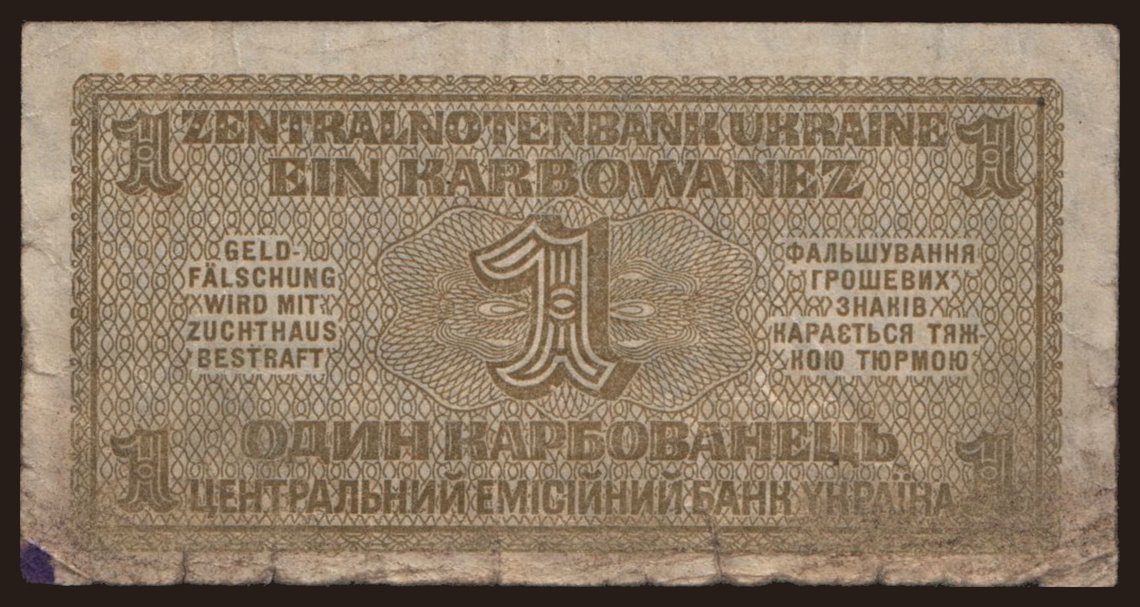 1 ZENTRALNOTENBANK UKRAINE 1
EIN KARBOWANEZ
GELD-
FÄLSCHUNG
WIRD MIT
ZUCHTHAUS
BESTRAFT
1
ФАЛЬШУВАННЯ
ГРОШЕВИХ
ЗНАКІВ
КАРАЄТЬСЯ ТЯЖ-
КОЮ ТЮРМОЮ
ОДИН КАРБОВАНЕЦЬ
1 ЦЕНТРАЛЬНИЙ ЕМІСІЙНИЙ БАНК УКРАЇНА 1